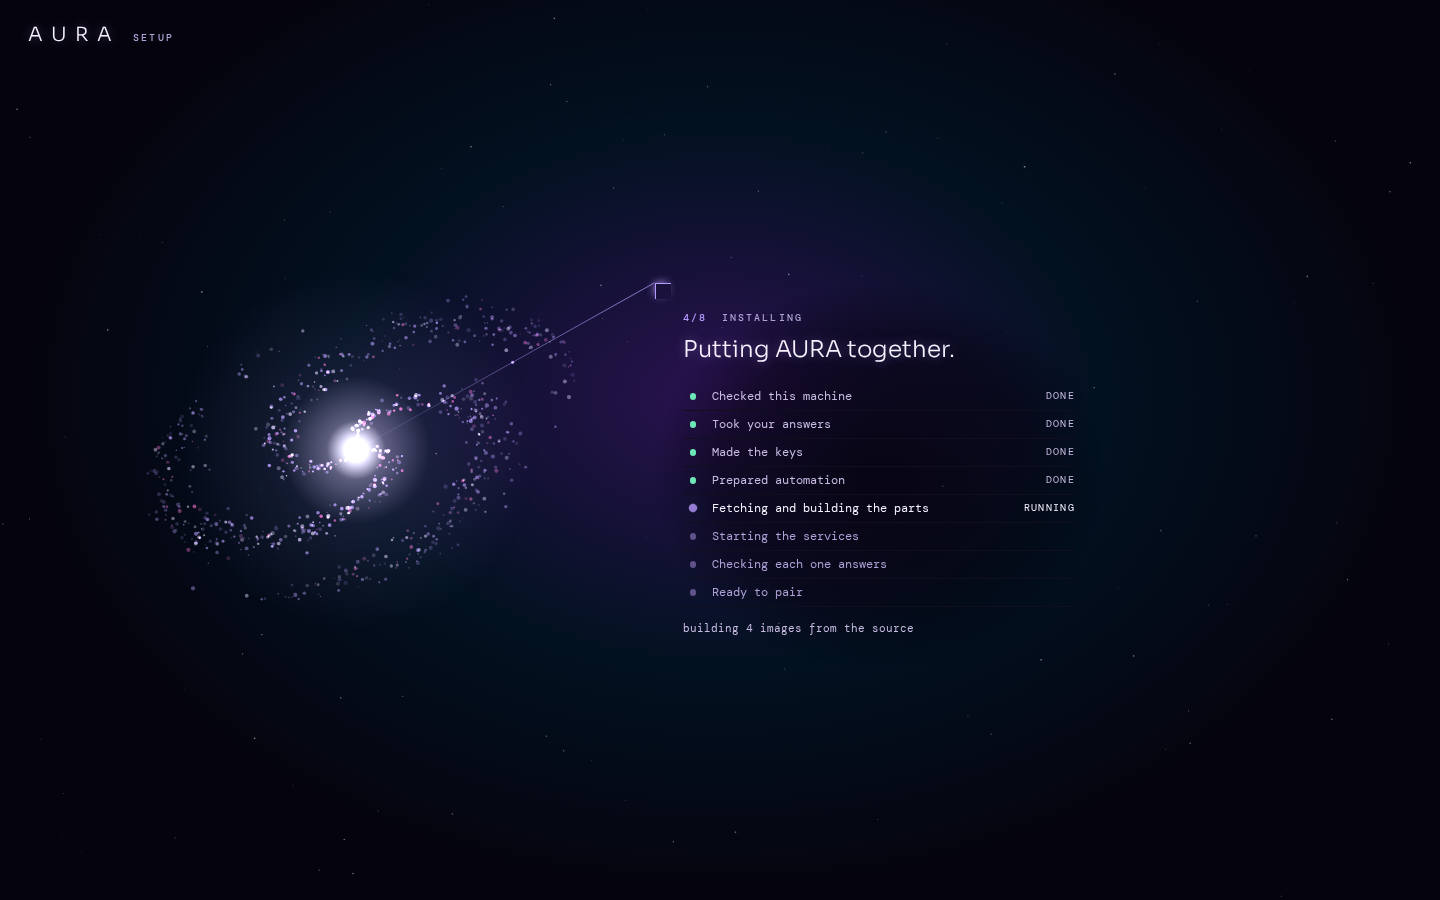 AURA SETUP
4/8 INSTALLING
Putting AURA together.
Checked this machine DONE
Took your answers DONE
Made the keys DONE
Prepared automation DONE
Fetching and building the parts RUNNING
Starting the services
Checking each one answers
Ready to pair
building 4 images from the source